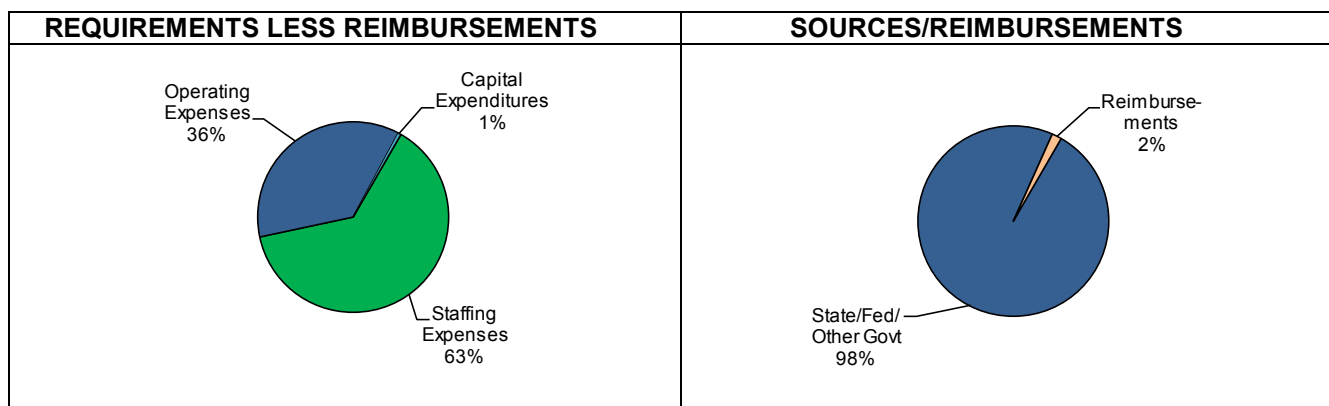 REQUIREMENTS LESS REIMBURSEMENTS
Operating
Expenses
36%
Capital
Expenditures
1%
Staffing
Expenses
63%
SOURCES/REIMBURSEMENTS
Reimburse-
ments
2%
State/Fed/
Other Govt
98%